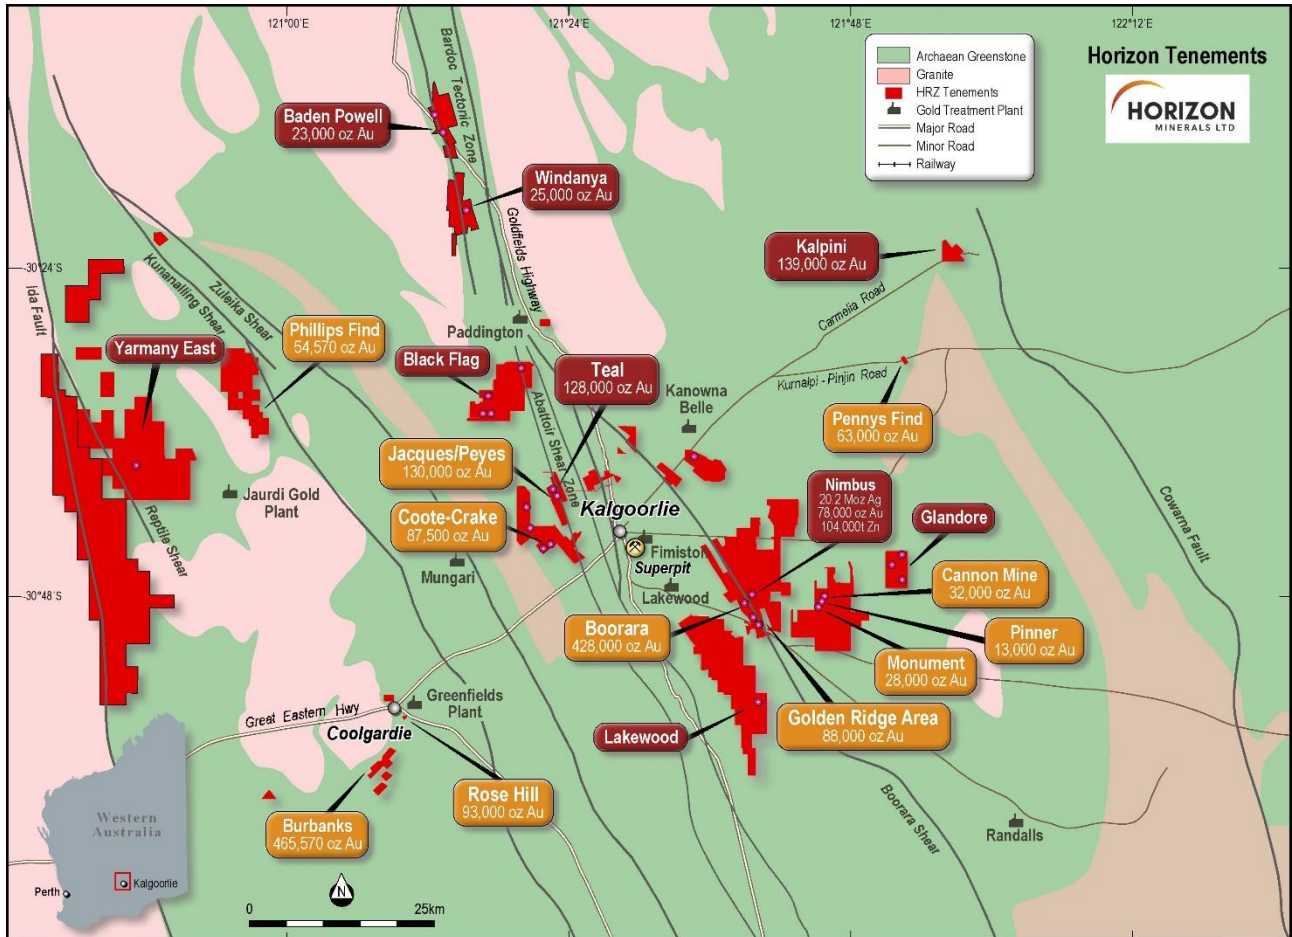 121°00´E
121°24´E
121°48´E
122°12´E
Horizon Tenements
HORIZON
MINERALS LTD
Archaean Greenstone
Granite
HRZ Tenements
Gold Treatment Plant
Major Road
Minor Road
Railway
Bardoc Tectonic Zone
Baden Powell
23,000 oz Au
Windanya
25,000 oz Au
Goldfields Highway
Kalpini
139,000 oz Au
-30°24´S
Ida Fault
Kunanalling Shear
Zuleika Shear
Carmelia Road
Phillips Find
54,570 oz Au
Paddington
Yarmany East
Black Flag
Teal
128,000 oz Au
Kanowna
Belle
Kurnalpi - Pinjin Road
Abattoir Shear Zone
Pennys Find
63,000 oz Au
Jacques/Peyes
130,000 oz Au
Jaurdi Gold
Plant
Reptile Shear
Coote-Crake
87,500 oz Au
Kalgoorlie
Nimbus
20.2 Moz Ag
78,000 oz Au
104,000t Zn
Glandore
Cowarna Fault
Fimiston
Superpit
Mungari
Lakewood
-30°48´S
Cannon Mine
32,000 oz Au
Boorara
428,000 oz Au
Pinner
13,000 oz Au
Monument
28,000 oz Au
Greenfields
Plant
Great Eastern Hwy
Coolgardie
Golden Ridge Area
88,000 oz Au
Lakewood
Rose Hill
93,000 oz Au
Boorara Shear
Burbanks
465,570 oz Au
Randalls
Western
Australia
Perth
Kalgoorlie
N
0
25km